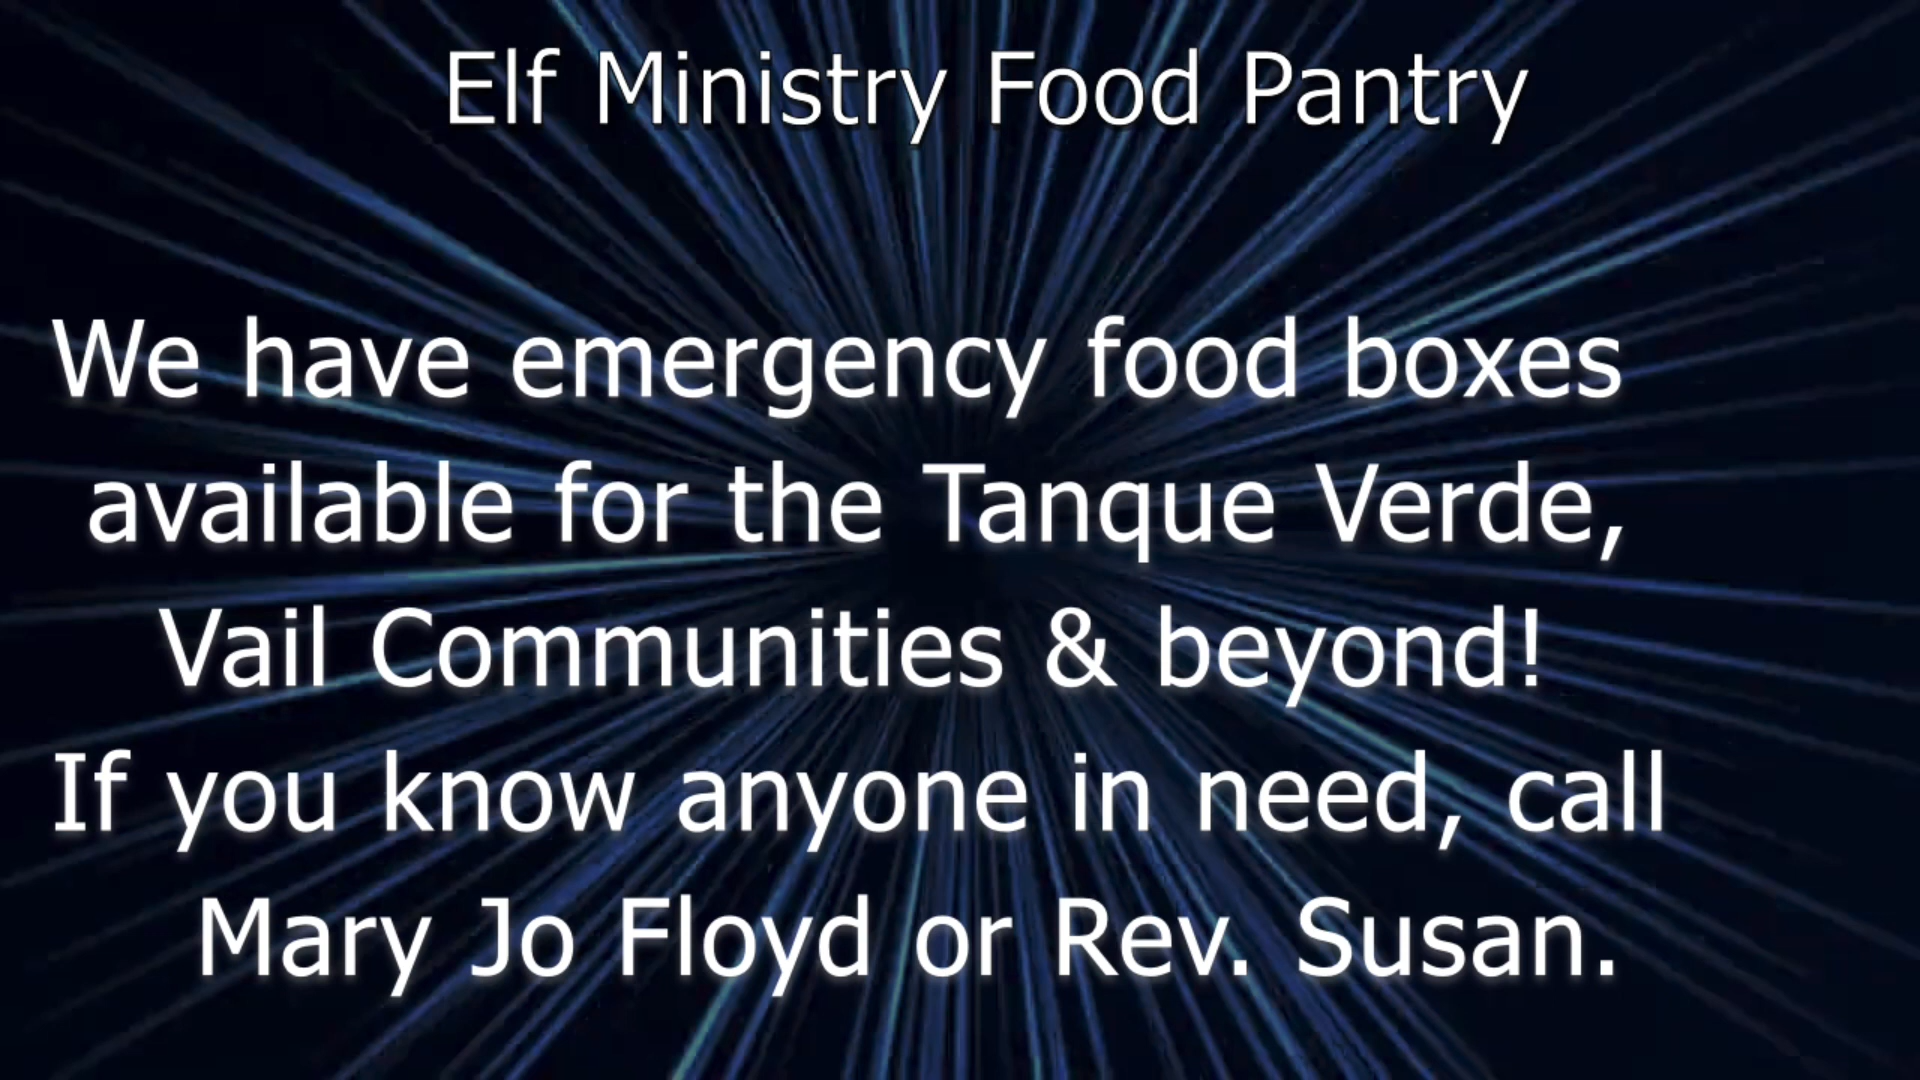 Elf Ministry Food Pantry
We have emergency food boxes
available for the Tanque Verde,
Vail Communities & beyond!
If you know anyone in need, call
Mary Jo Floyd or Rev. Susan.